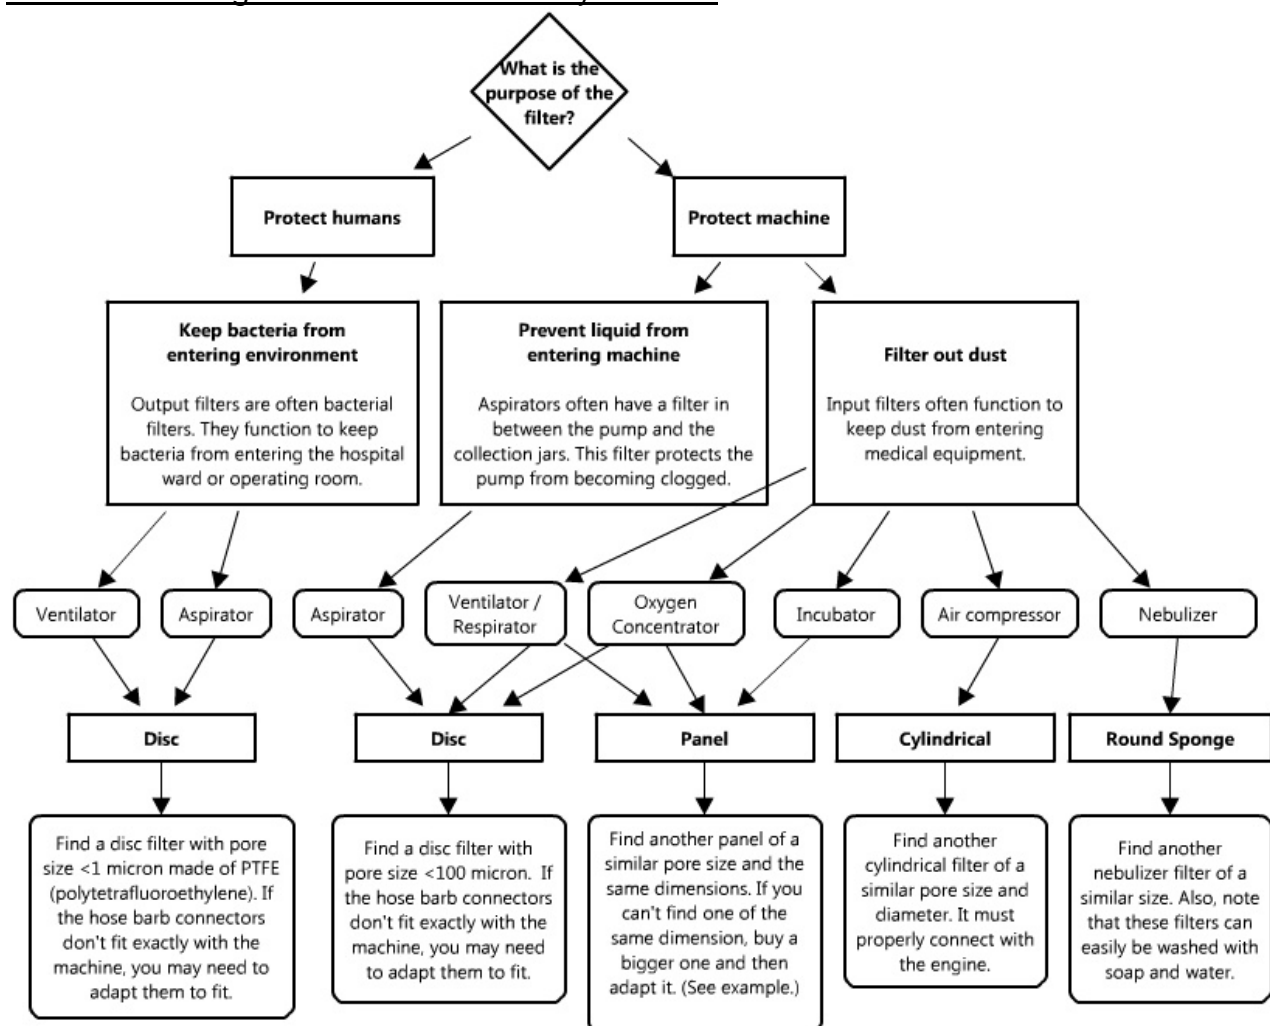 What is the
purpose of the
filter?
Protect humans
Protect machine
Keep bacteria from
entering environment
Output filters are often bacterial
filters. They function to keep
bacteria from entering the hospital
ward or operating room.
Prevent liquid from
entering machine
Aspirators often have a filter in
between the pump and the
collection jars. This filter protects the
pump from becoming clogged.
Filter out dust
Input filters often function to
keep dust from entering
medical equipment.
Ventilator
Aspirator
Aspirator
Ventilator /
Respirator
Oxygen
Concentrator
Incubator
Air compressor
Nebulizer
Disc
Disc
Panel
Cylindrical
Round Sponge
Find a disc filter with pore
size <1 micron made of PTFE
(polytetrafluoroethylene). If
the hose barb connectors
don't fit exactly with the
machine, you may need to
adapt them to fit.
Find a disc filter with
pore size <100 micron. If
the hose barb connectors
don't fit exactly with the
machine, you may need
to adapt them to fit.
Find another panel of a
similar pore size and the
same dimensions. If you
can't find one of the
same dimension, buy a
bigger one and then
adapt it. (See example.)
Find another
cylindrical filter of a
similar pore size and
diameter. It must
properly connect with
the engine.
Find another
nebulizer filter of a
similar size. Also, note
that these filters can
easily be washed with
soap and water.